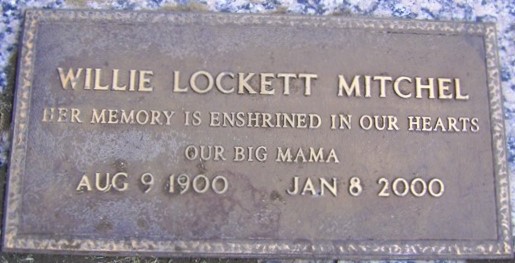 WILLIE LOCKETT MITCHEL
HER MEMORY IS ENSHRINED IN OUR HEARTS
OUR BIG MAMA
AUG 9 1900 JAN 8 2000